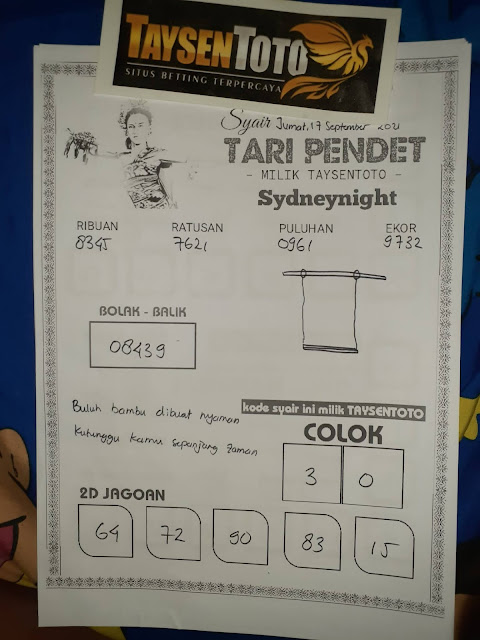 TAYSENTOTO
SITUS BETTING TERPERCAYA
Syair Jumat, 17 September 2021
TARI PENDET
- MILIK TAYSENTOTO -
Sydneynight
RIBUAN RATUSAN PULUHAN EKOR
8345 7621 0961 9732
BOLAK - BALIK
08439
Buluh bambu dibuat nyaman
Kutunggu kamu sepanjang zaman
kode syair ini milik TAYSENTOTO
COLOK
3 0
2D JAGOAN
64 72 90 83 15